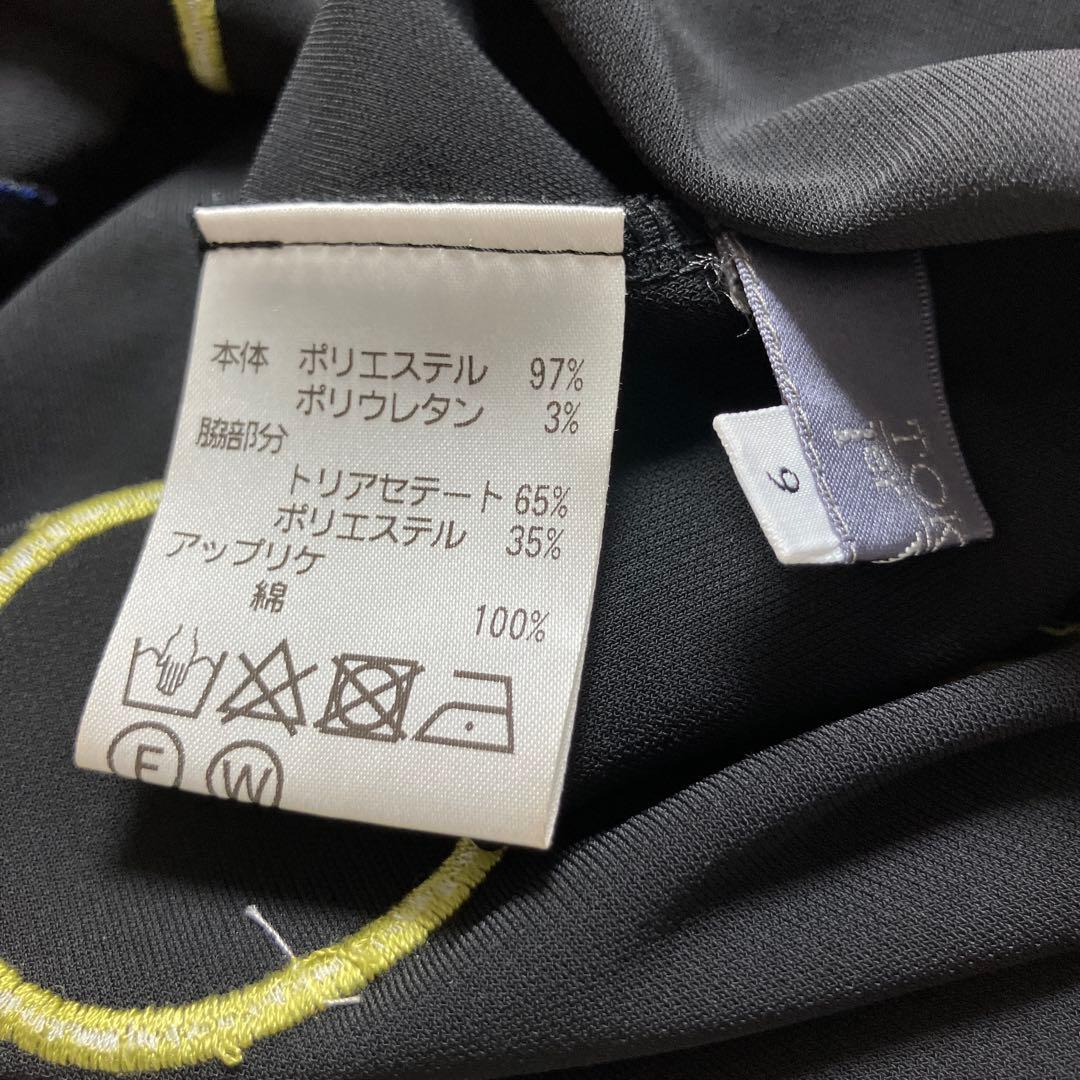 本体 ポリエステル 97%
ポリウレタン 3%
脇部分
トリアセテート 65%
ポリエステル 35%
アップリケ
綿 100%
F W
9
TOK